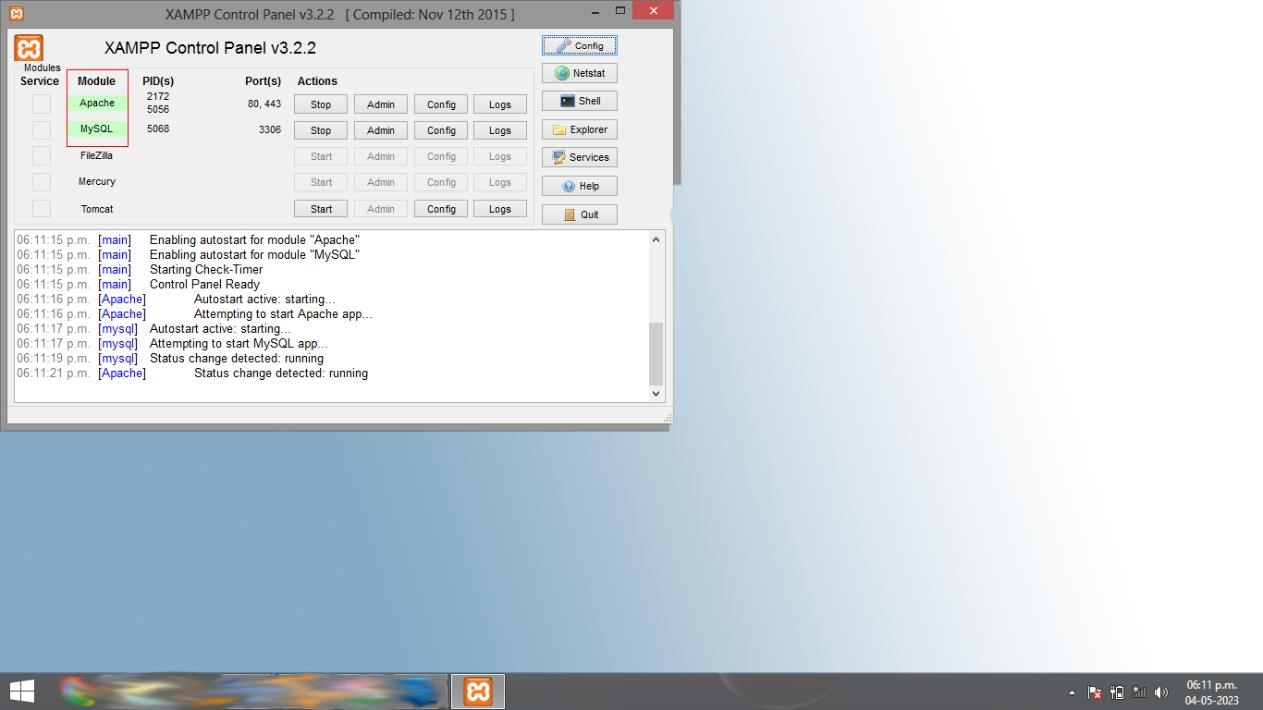 XAMPP Control Panel v3.2.2 [ Compiled: Nov 12th 2015 ]
XAMPP Control Panel v3.2.2
Config
Modules
Service Module PID(s) Port(s) Actions
Netstat
Apache 2172 5056 80, 443 Stop Admin Config Logs
Shell
MySQL 5068 3306 Stop Admin Config Logs
Explorer
FileZilla Start Admin Config Logs
Services
Mercury Start Admin Config Logs
Help
Tomcat Start Admin Config Logs
Quit
06:11:15 p.m. [main] Enabling autostart for module "Apache"
06:11:15 p.m. [main] Enabling autostart for module "MySQL"
06:11:15 p.m. [main] Starting Check-Timer
06:11:15 p.m. [main] Control Panel Ready
06:11:16 p.m. [Apache] Autostart active: starting...
06:11:16 p.m. [Apache] Attempting to start Apache app...
06:11:17 p.m. [mysql] Autostart active: starting...
06:11:17 p.m. [mysql] Attempting to start MySQL app...
06:11:19 p.m. [mysql] Status change detected: running
06:11:21 p.m. [Apache] Status change detected: running
06:11 p.m.
04-05-2023